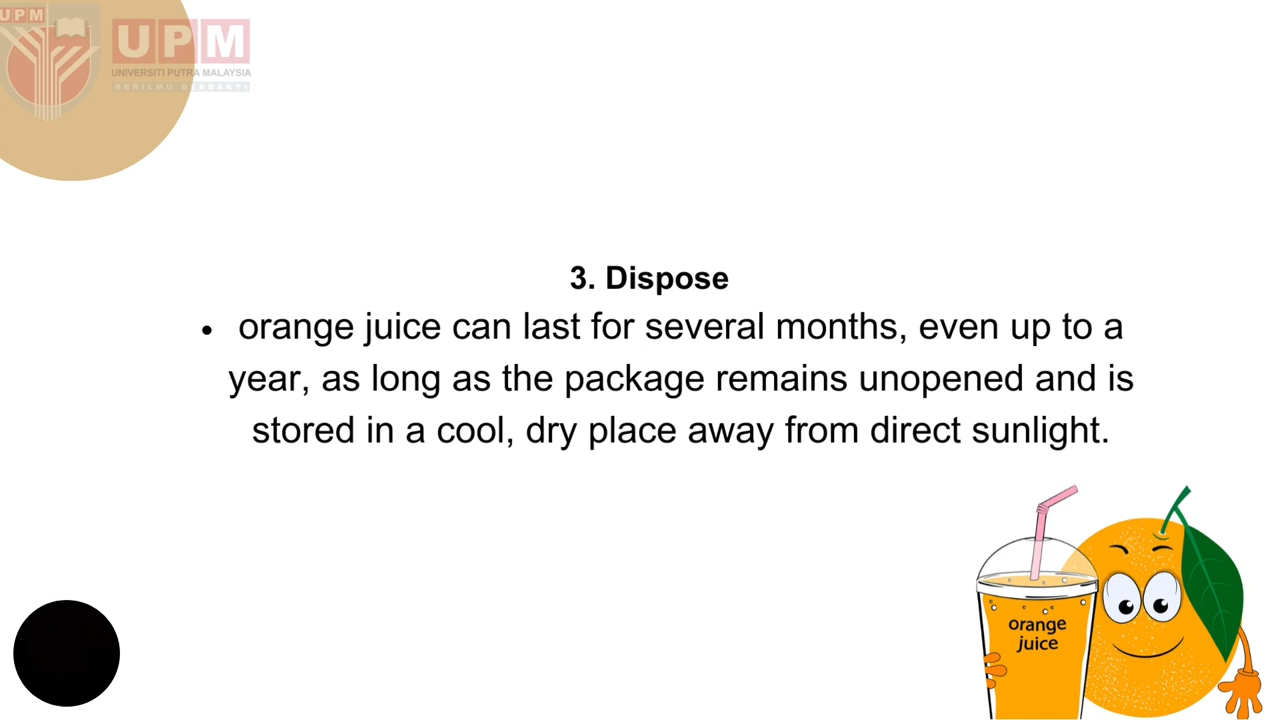 UPM
UPM
UNIVERSITI PUTRA MALAYSIA
BERILMU BERBAKTI
3. Dispose
• orange juice can last for several months, even up to a
year, as long as the package remains unopened and is
stored in a cool, dry place away from direct sunlight.
orange
juice